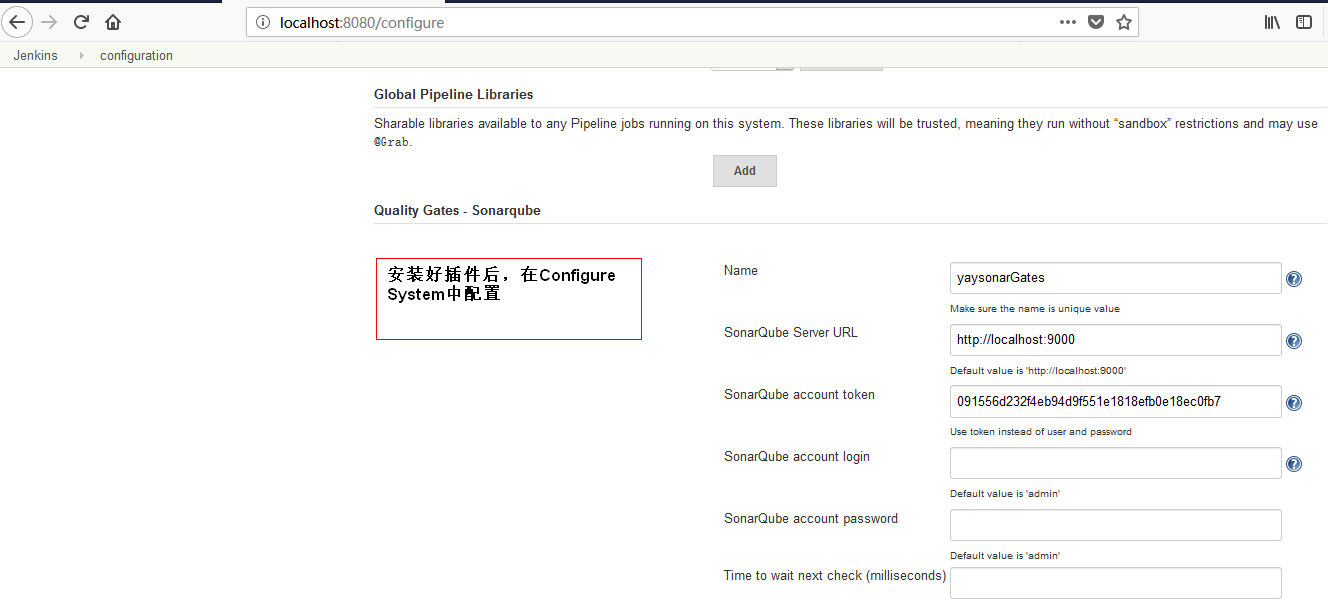 localhost:8080/configure
Jenkins configuration
Global Pipeline Libraries
Sharable libraries available to any Pipeline jobs running on this system. These libraries will be trusted, meaning they run without “sandbox” restrictions and may use
@Grab.
Add
Quality Gates - Sonarqube
安装好插件后，在Configure
System中配置
Name
yaysonarGates
Make sure the name is unique value
SonarQube Server URL
http://localhost:9000
Default value is 'http://localhost:9000'
SonarQube account token
091556d232f4eb94d9f551e1818efb0e18ec0fb7
Use token instead of user and password
SonarQube account login
Default value is 'admin'
SonarQube account password
Default value is 'admin'
Time to wait next check (milliseconds)